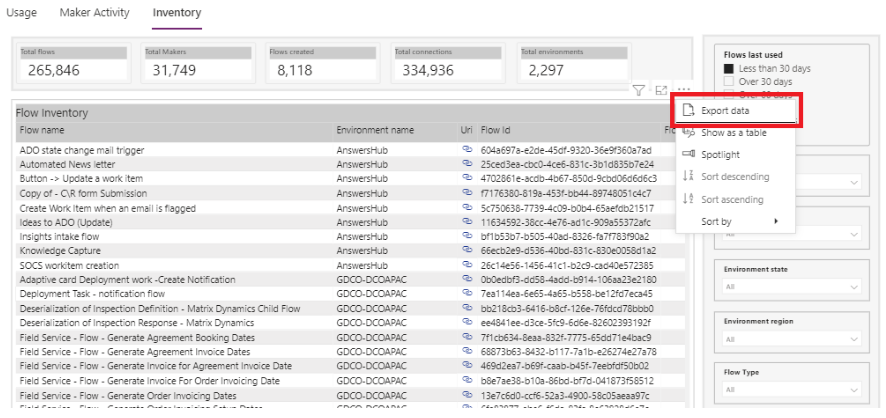 Usage Maker Activity Inventory
Total flows Total Makers Flows created Total connections Total environments
265,846 31,749 8,118 334,936 2,297
Flows last used
Less than 30 days
Over 30 days
Flow Inventory
Export data
Flow name Environment name Uri Flow Id
Show as a table
ADO state change mail trigger AnswersHub 604a697a-e2de-45df-9320-36e9f360a7ad
Spotlight
Automated News letter AnswersHub 25ced3ea-cbc0-4ce6-831c-3b1d835b7e24
Button -> Update a work item AnswersHub 4702861e-acdb-4b67-850d-9cbd06d6d6c3
Sort descending
Copy of - C\R form Submission AnswersHub f7176380-819a-453f-bb44-89748051c4c7
Sort ascending
Create Work Item when an email is flagged AnswersHub 5c750638-7739-4c09-b0b4-65aefdb21517
Ideas to ADO (Update) AnswersHub 11634592-38cc-4e76-ad1c-909a55372afc
Sort by
Insights intake flow AnswersHub bf1b53b7-b505-40ad-8326-fa7f783f90a2
All
Knowledge Capture AnswersHub 66ecb2e9-d536-40bd-831c-830e0058d1a2
SOCS workitem creation AnswersHub 26c14e56-1456-41c1-b2c9-cad40e572385
Environment state
Adaptive card Deployment work -Create Notification GDCO-DCOAPAC 0b0edbf3-dd58-4add-b914-106aa23e2180
All
Deployment Task - notification flow GDCO-DCOAPAC 7ea114ea-6e65-4a65-b558-be12fd7eca45
Deserialization of Inspection Definition - Matrix Dynamics Child Flow GDCO-DCOAPAC bb218cb3-6416-b8cf-126e-76fdcd78bbb0
Deserialization of Inspection Response - Matrix Dynamics GDCO-DCOAPAC ee4841ee-d3ce-5fc9-6d6e-82602393192f
Environment region
Field Service - Flow - Generate Agreement Booking Dates GDCO-DCOAPAC 7f1cb634-8eaa-832f-7775-65dd71e4bac9
All
Field Service - Flow - Generate Agreement Invoice Dates GDCO-DCOAPAC 68873b63-8432-b117-7a1b-e26274e27a78
Field Service - Flow - Generate Invoice for Agreement Invoice Date GDCO-DCOAPAC 469d2ea7-b69f-caab-b45f-7eebfdf50b02
Flow Type
Field Service - Flow - Generate Invoice For Order Invoicing Date GDCO-DCOAPAC b8e7ae38-b10a-86bd-bf7d-041873f58512
All
Field Service - Flow - Generate Order Invoicing Dates GDCO-DCOAPAC 13e7c6d0-ccf6-52a3-4900-58c05aeaa97c